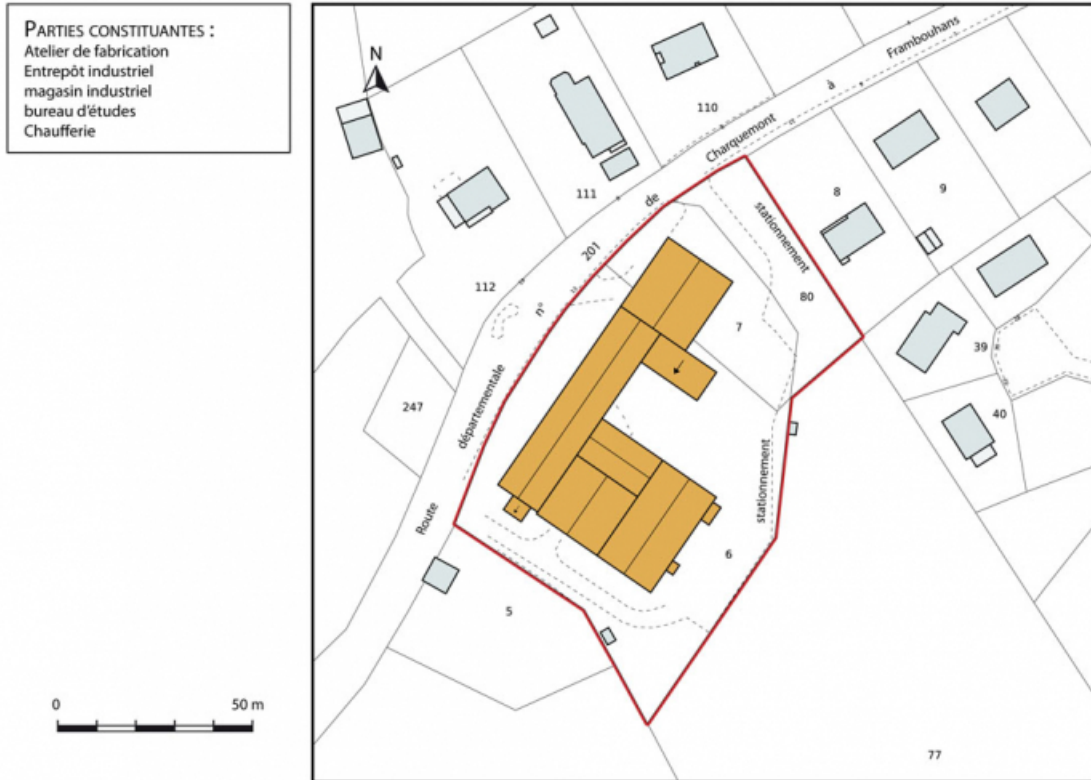 PARTIES CONSTITUANTES :
Atelier de fabrication
Entrepôt industriel
magasin industriel
bureau d'études
Chaufferie
0 50 m
N
Route départementale n° 201 de Charquemont à Frambouhans
110
111
112
247
8
9
stationnement
80
7
39
40
stationnement
6
5
77